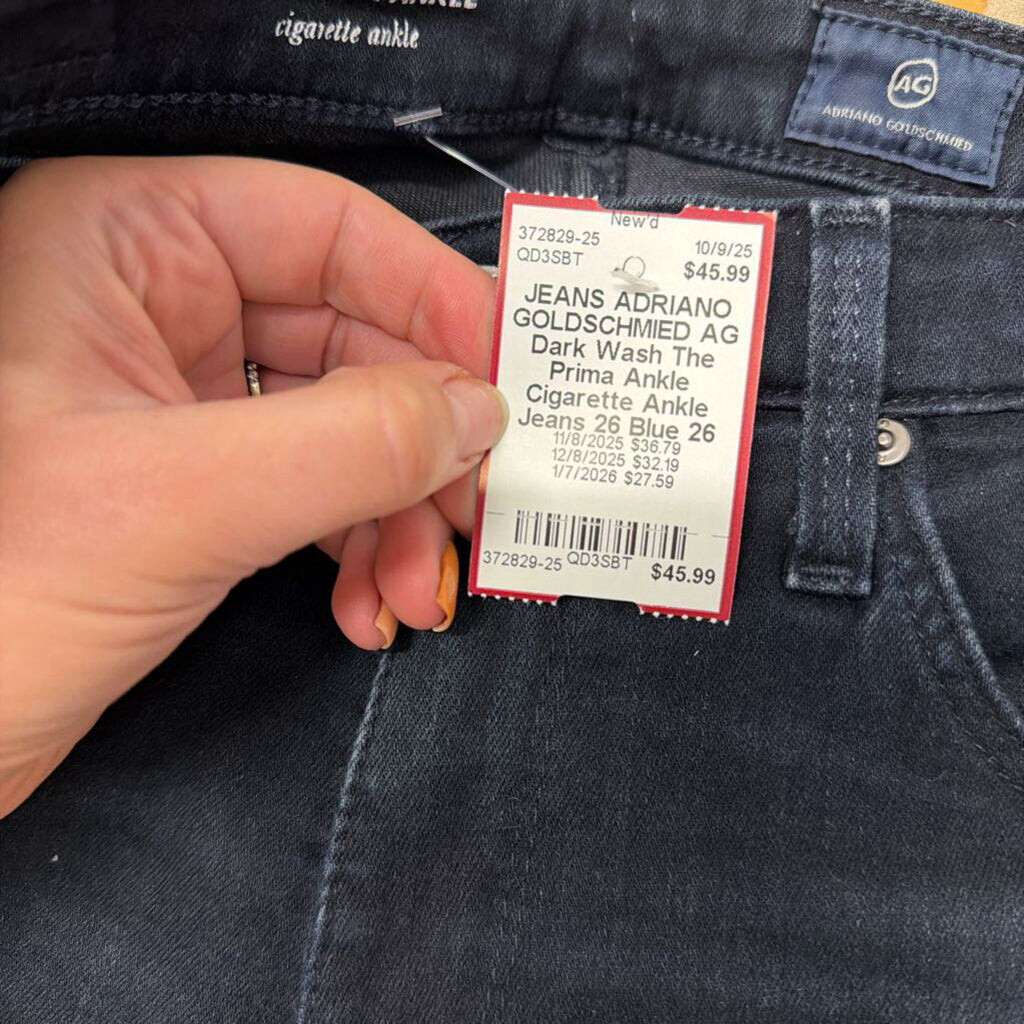 ANKLE
cigarette ankle
AG
ADRIANO GOLDSCHMIED
New'd
372829-25 10/9/25
QD3SBT $45.99
JEANS ADRIANO
GOLDSCHMIED AG
Dark Wash The
Prima Ankle
Cigarette Ankle
Jeans 26 Blue 26
11/8/2025 $36.79
12/8/2025 $32.19
1/7/2026 $27.59
372829-25 QD3SBT $45.99